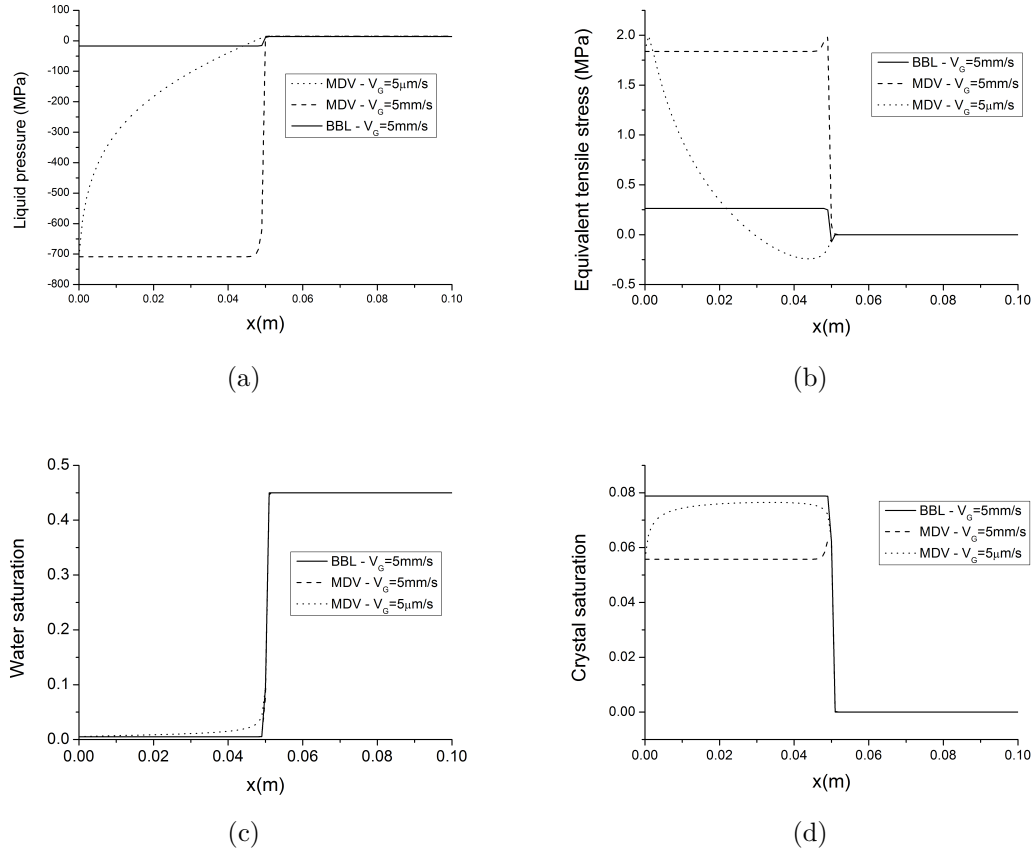 100
0
-100
-200
-300
-400
-500
-600
-700
-800
Liquid pressure (MPa)
MDV - V_G=5μm/s
MDV - V_G=5mm/s
BBL - V_G=5mm/s
0.00 0.02 0.04 0.06 0.08 0.10
x(m)
(a)
2.0
1.5
1.0
0.5
0.0
-0.5
Equivalent tensile stress (MPa)
BBL - V_G=5mm/s
MDV - V_G=5mm/s
MDV - V_G=5μm/s
0.00 0.02 0.04 0.06 0.08 0.10
x(m)
(b)
0.5
0.4
0.3
0.2
0.1
0.0
Water saturation
BBL - V_G=5mm/s
MDV - V_G=5mm/s
MDV - V_G=5μm/s
0.00 0.02 0.04 0.06 0.08 0.10
x(m)
(c)
0.08
0.06
0.04
0.02
0.00
Crystal saturation
BBL - V_G=5mm/s
MDV - V_G=5mm/s
MDV - V_G=5μm/s
0.00 0.02 0.04 0.06 0.08 0.10
x(m)
(d)